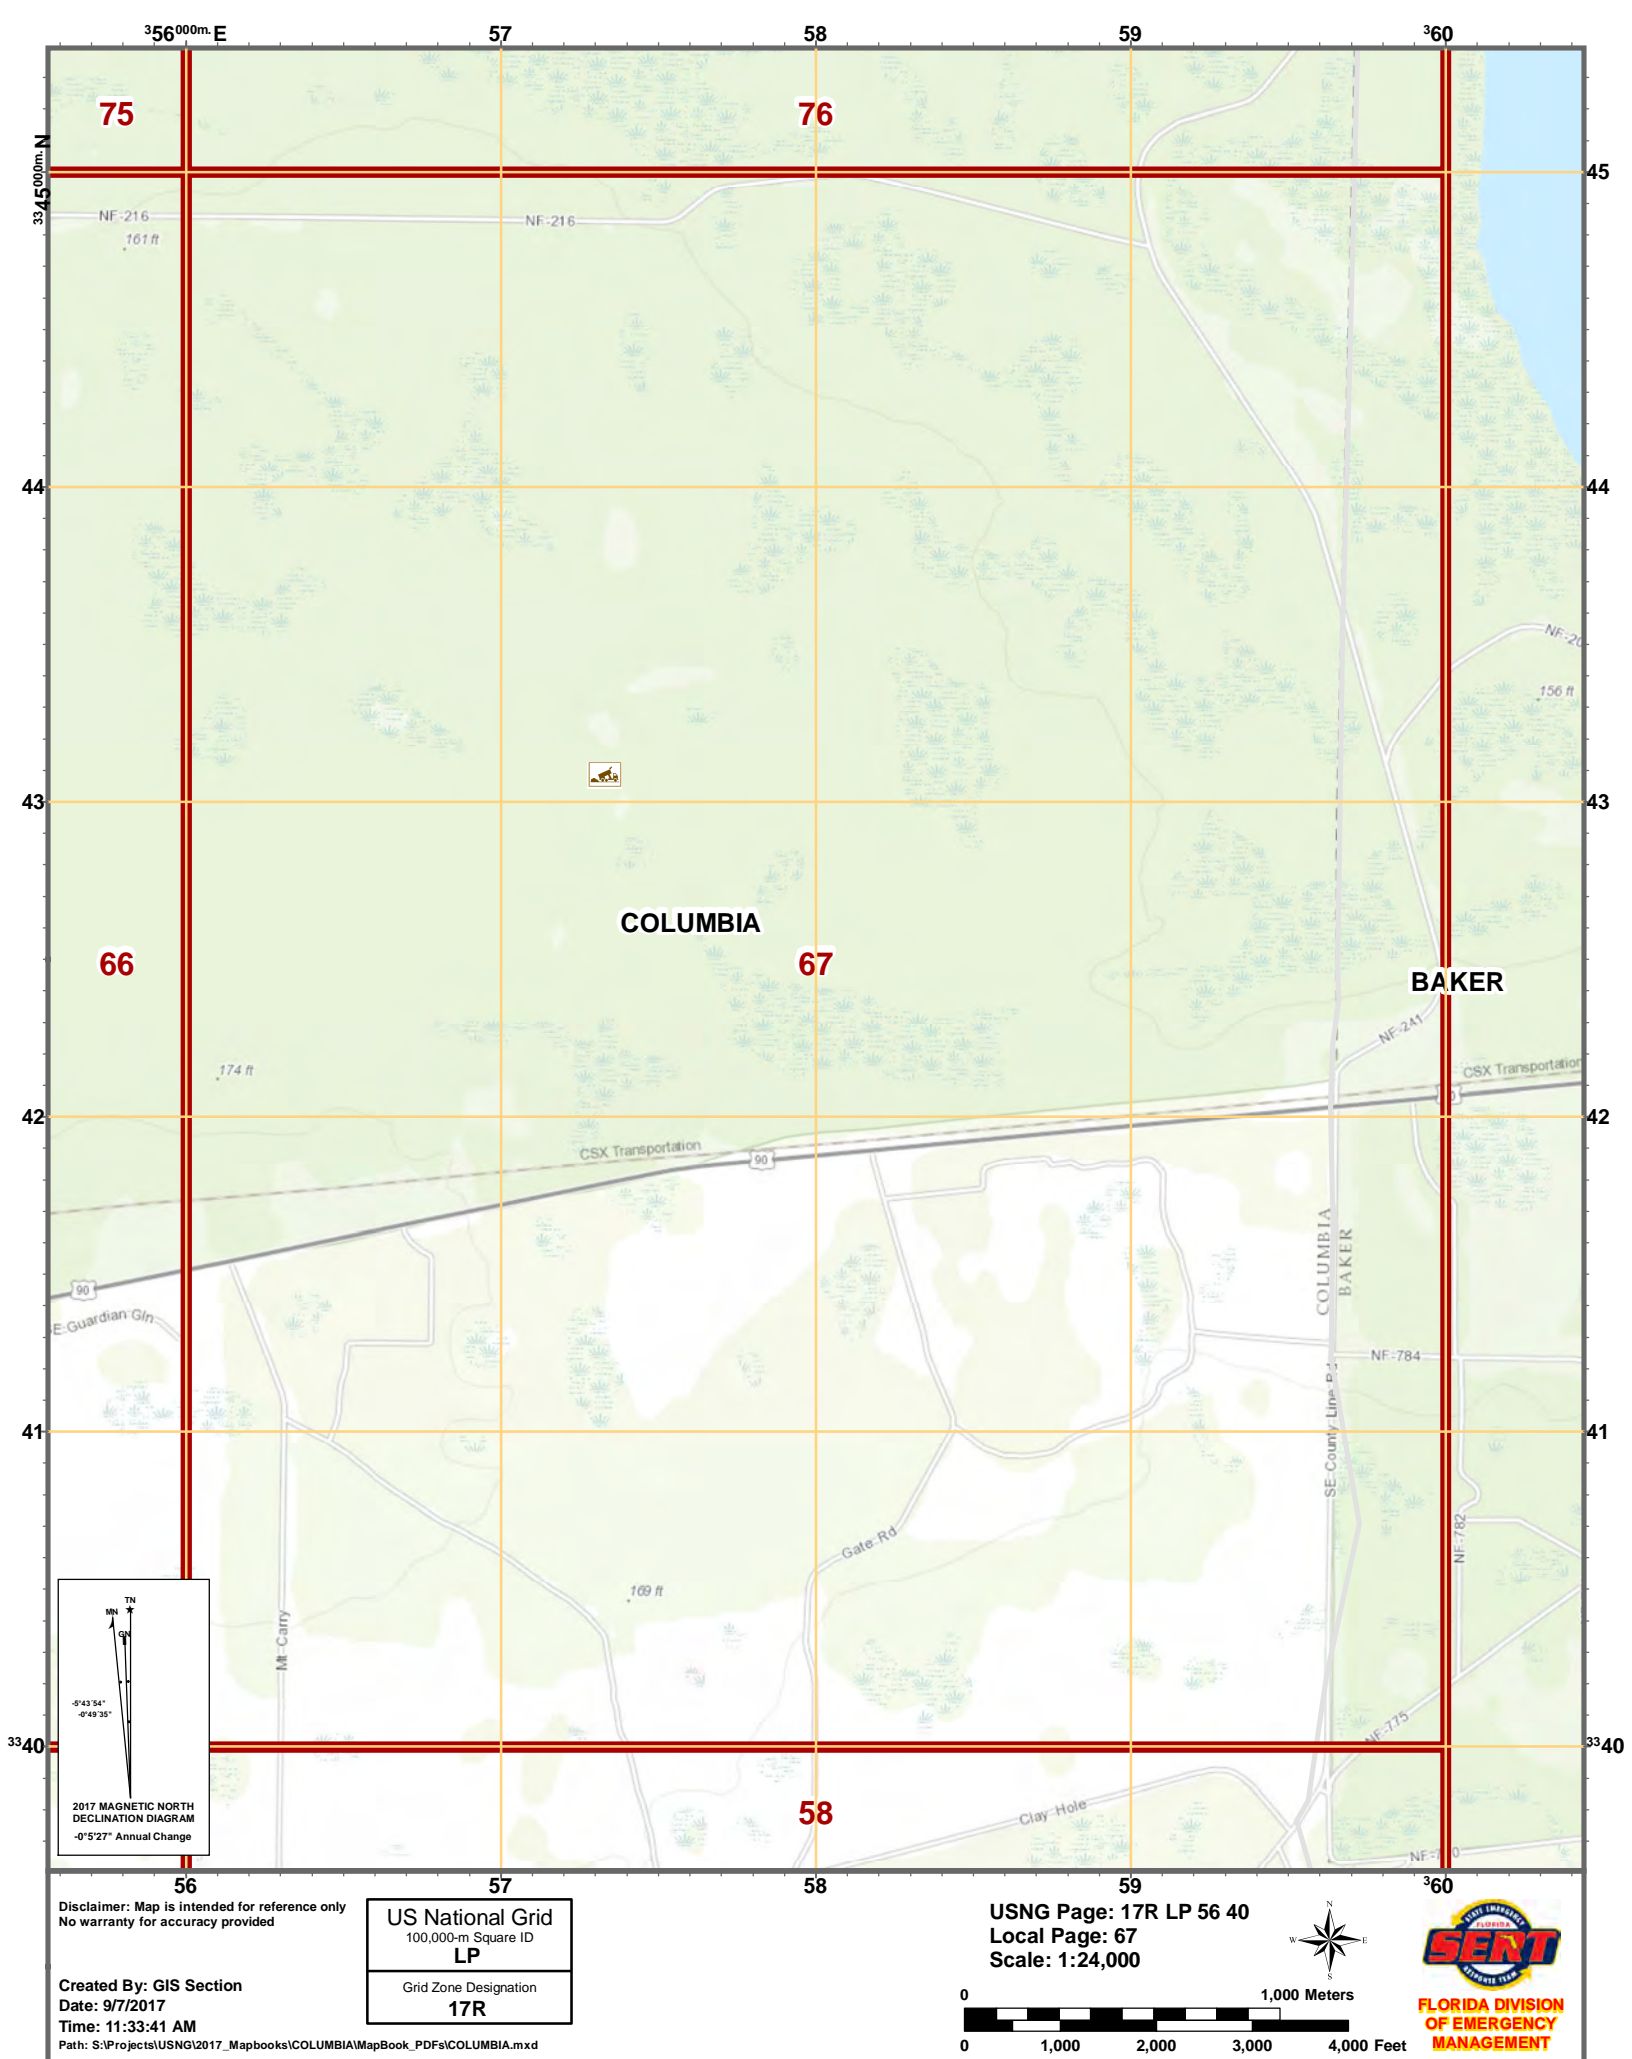 356000m. E 57 58 59 360
75 76
3345000m. N 45
NF-216 NF-216
161 ft
44 44
NF-20
156 ft
43 43
COLUMBIA
66 67
BAKER
NF-241
174 ft
CSX Transportation
42 42
CSX Transportation
90
COLUMBIA
BAKER
90
E Guardian Gln
NF-784
SE County Line Rd
41 41
Gate Rd
NF-782
169 ft
Mt Carry
TN
MN
GN
-5°43'54"
-0°49'35"
NF-775
3340 3340
2017 MAGNETIC NORTH
DECLINATION DIAGRAM
-0°5'27" Annual Change
58
Clay Hole
56 57 58 59 360
Disclaimer: Map is intended for reference only
No warranty for accuracy provided
Created By: GIS Section
Date: 9/7/2017
Time: 11:33:41 AM
Path: S:\Projects\USNG\2017_Mapbooks\COLUMBIA\MapBook_PDFs\COLUMBIA.mxd
US National Grid
100,000-m Square ID
LP
Grid Zone Designation
17R
USNG Page: 17R LP 56 40
Local Page: 67
Scale: 1:24,000
N
W E
S
0 1,000 Meters
0 1,000 2,000 3,000 4,000 Feet
STATE EMERGENCY
FLORIDA
SERT
RESPONSE TEAM
FLORIDA DIVISION
OF EMERGENCY
MANAGEMENT